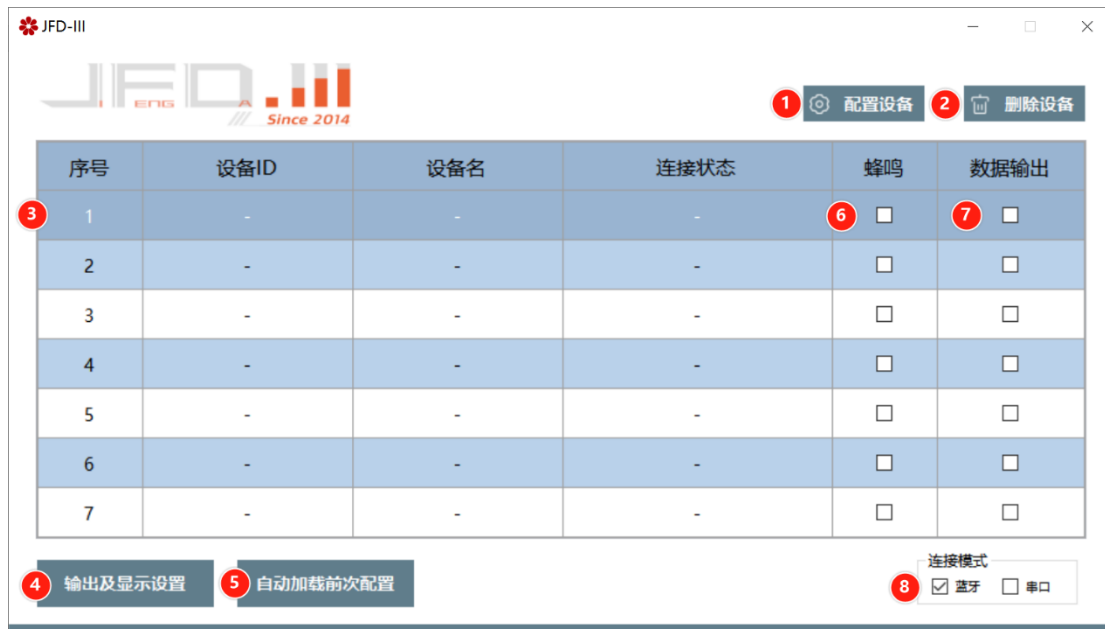 JFD-III
JFD.III
JI FENG DA
Since 2014
1 配置设备 2 删除设备
序号 设备ID 设备名 连接状态 蜂鸣 数据输出
3 1 - - - 6 7
2 - - -
3 - - -
4 - - -
5 - - -
6 - - -
7 - - -
连接模式
4 输出及显示设置 5 自动加载前次配置 8 蓝牙 串口